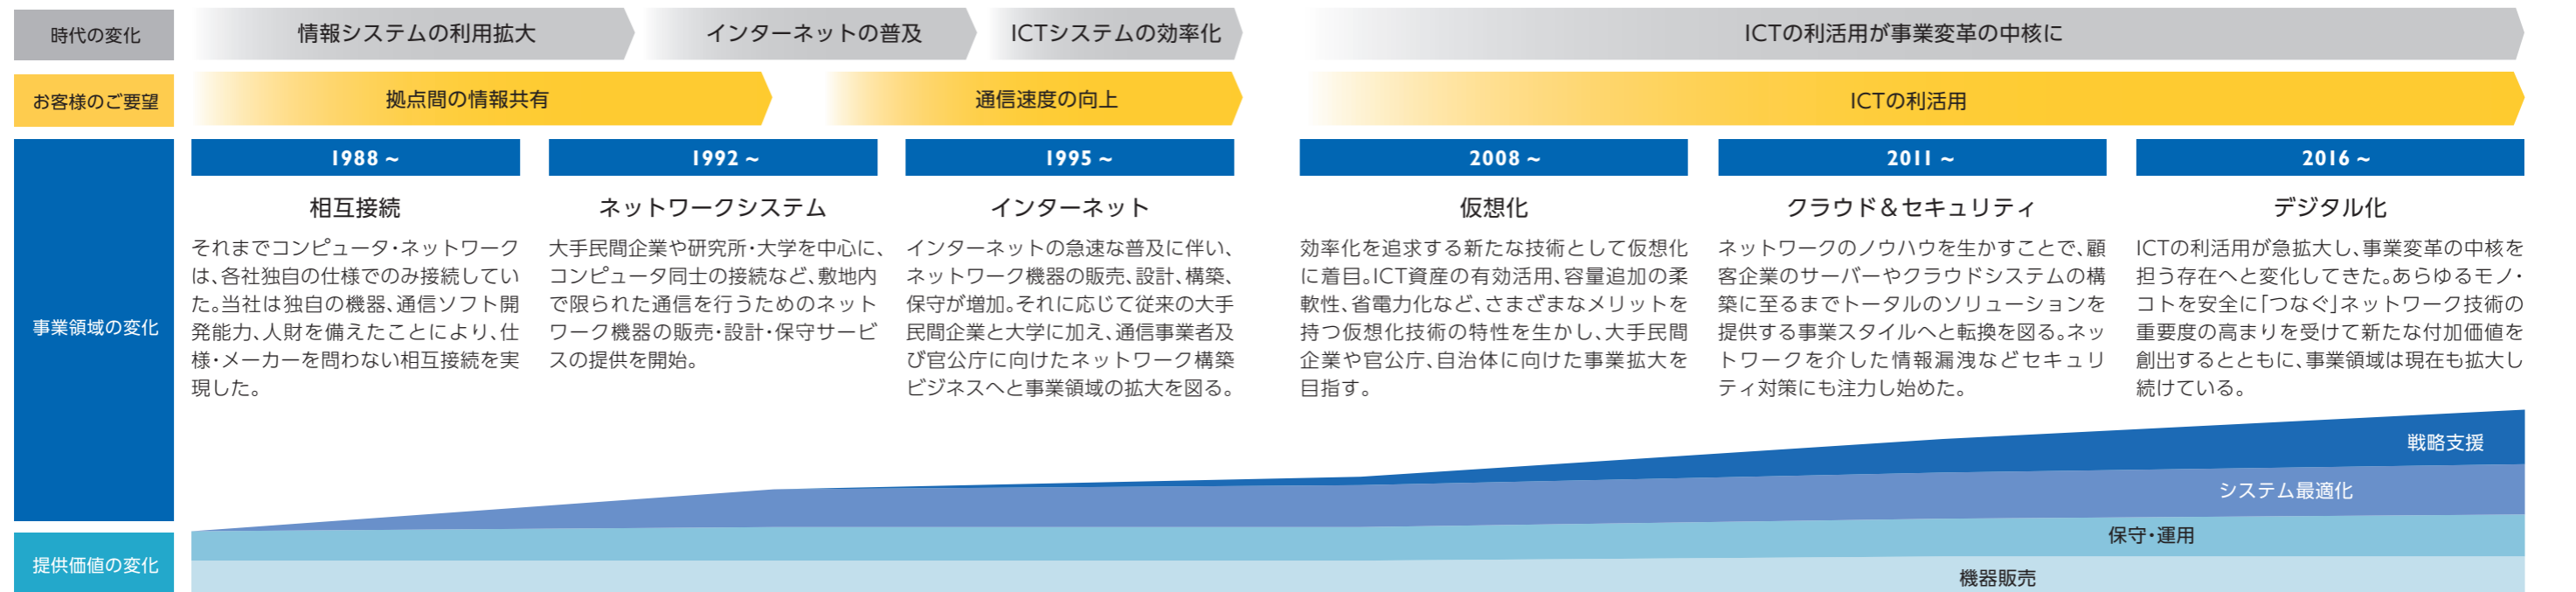 時代の変化
情報システムの利用拡大
インターネットの普及
ICTシステムの効率化
ICTの利活用が事業変革の中核に
お客様のご要望
拠点間の情報共有
通信速度の向上
ICTの利活用
事業領域の変化
1988 ~
相互接続
それまでコンピュータ・ネットワーク
は、各社独自の仕様でのみ接続してい
た。当社は独自の機器、通信ソフト開
発能力、人財を備えたことにより、仕
様・メーカーを問わない相互接続を実
現した。
1992 ~
ネットワークシステム
大手民間企業や研究所・大学を中心に、
コンピュータ同士の接続など、敷地内
で限られた通信を行うためのネット
ワーク機器の販売・設計・保守サービ
スの提供を開始。
1995 ~
インターネット
インターネットの急速な普及に伴い、
ネットワーク機器の販売、設計、構築、
保守が増加。それに応じて従来の大手
民間企業と大学に加え、通信事業者及
び官公庁に向けたネットワーク構築
ビジネスへと事業領域の拡大を図る。
2008 ~
仮想化
効率化を追求する新たな技術として仮想化
に着目。ICT資産の有効活用、容量追加の柔
軟性、省電力化など、さまざまなメリットを
持つ仮想化技術の特性を生かし、大手民間
企業や官公庁、自治体に向けた事業拡大を
目指す。
2011 ~
クラウド＆セキュリティ
ネットワークのノウハウを生かすことで、顧
客企業のサーバーやクラウドシステムの構
築に至るまでトータルのソリューションを
提供する事業スタイルへと転換を図る。ネッ
トワークを介した情報漏洩などセキュリ
ティ対策にも注力し始めた。
2016 ~
デジタル化
ICTの利活用が急拡大し、事業変革の中核を
担う存在へと変化してきた。あらゆるモノ・
コトを安全に「つなぐ」ネットワーク技術の
重要度の高まりを受けて新たな付加価値を
創出するとともに、事業領域は現在も拡大し
続けている。
戦略支援
システム最適化
保守・運用
提供価値の変化
機器販売